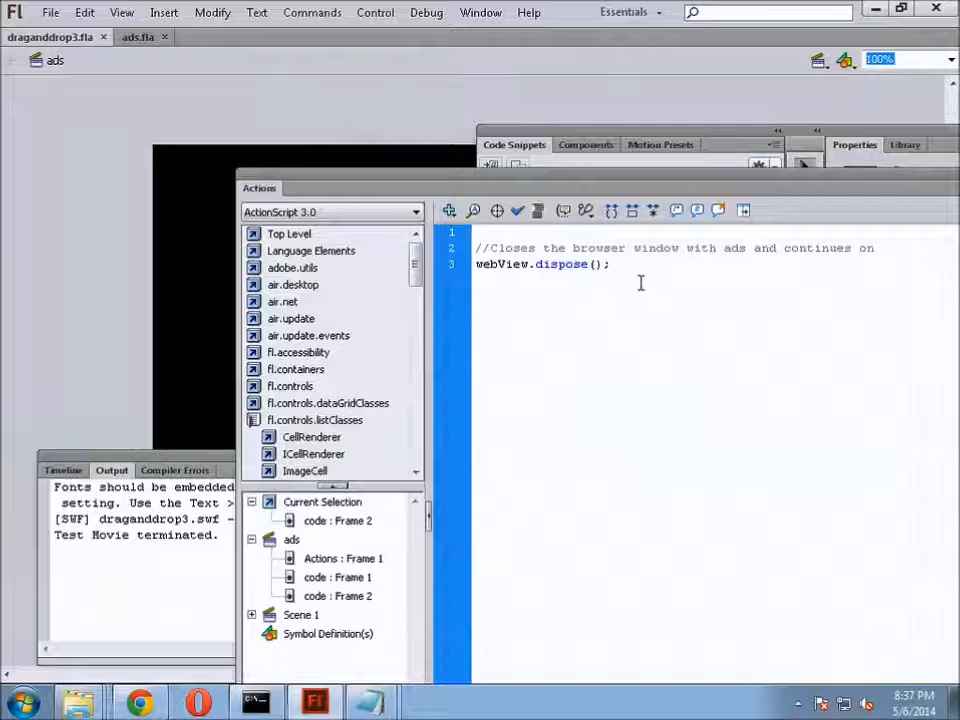 Fl File Edit View Insert Modify Text Commands Control Debug Window Help Essentials
draganddrop3.fla × ads.fla ×
ads 100%
Code Snippets Components Motion Presets Properties Library
Actions
ActionScript 3.0
Top Level
Language Elements
adobe.utils
air.desktop
air.net
air.update
air.update.events
fl.accessibility
fl.containers
fl.controls
fl.controls.dataGridClasses
fl.controls.listClasses
CellRenderer
ICellRenderer
ImageCell
1
2 //Closes the browser window with ads and continues on
3 webView.dispose();
Timeline Output Compiler Errors
Fonts should be embedded
setting. Use the Text >
[SWF] draganddrop3.swf -
Test Movie terminated.
Current Selection
code : Frame 2
ads
Actions : Frame 1
code : Frame 1
code : Frame 2
Scene 1
Symbol Definition(s)
Fl
8:37 PM
5/6/2014